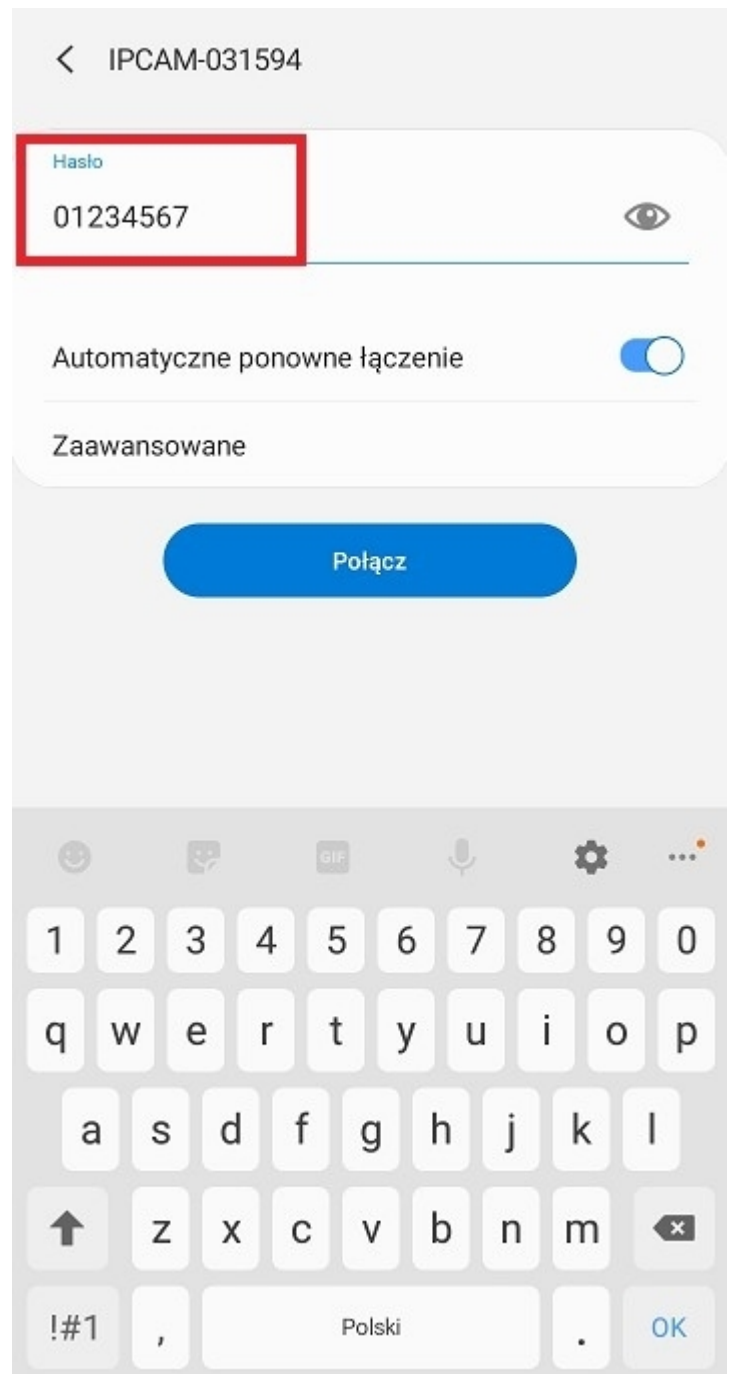 IPCAM-031594
Hasło
01234567
Automatyczne ponowne łączenie
Zaawansowane
Połącz
GIF
1 2 3 4 5 6 7 8 9 0
q w e r t y u i o p
a s d f g h j k l
z x c v b n m
!#1 , Polski . OK